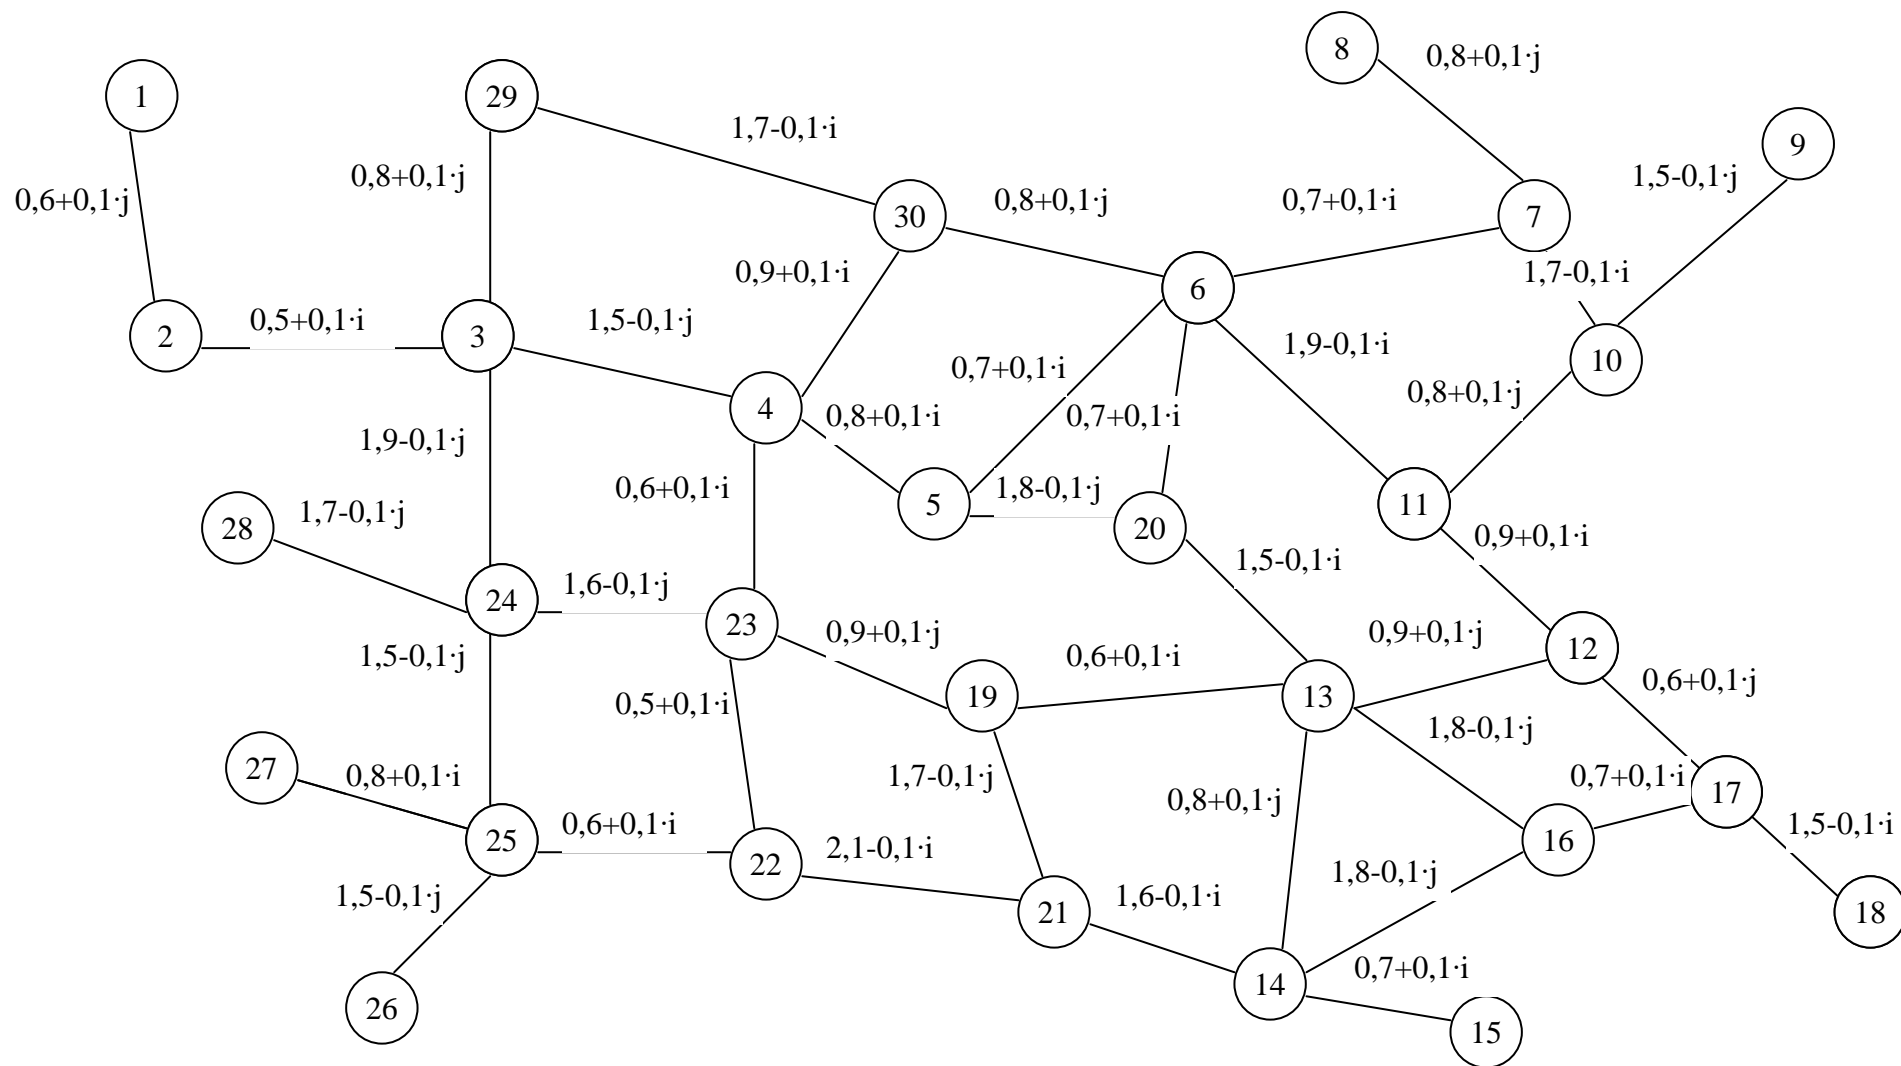 8
0,8+0,1·j
1
29
1,7-0,1·i
9
0,8+0,1·j
1,5-0,1·j
0,6+0,1·j
30
0,8+0,1·j
0,7+0,1·i
7
0,9+0,1·i
1,7-0,1·i
6
2
0,5+0,1·i
3
1,5-0,1·j
1,9-0,1·i
10
0,7+0,1·i
0,8+0,1·j
4
0,8+0,1·i
0,7+0,1·i
1,9-0,1·j
0,6+0,1·i
5
1,8-0,1·j
11
28
1,7-0,1·j
20
0,9+0,1·i
1,5-0,1·i
24
1,6-0,1·j
23
0,9+0,1·j
0,9+0,1·j
12
1,5-0,1·j
0,6+0,1·i
0,6+0,1·j
0,5+0,1·i
19
13
1,8-0,1·j
27
0,8+0,1·i
1,7-0,1·j
0,8+0,1·j
0,7+0,1·i
17
25
0,6+0,1·i
22
2,1-0,1·i
16
1,5-0,1·i
1,5-0,1·j
21
1,6-0,1·i
1,8-0,1·j
18
26
14
0,7+0,1·i
15